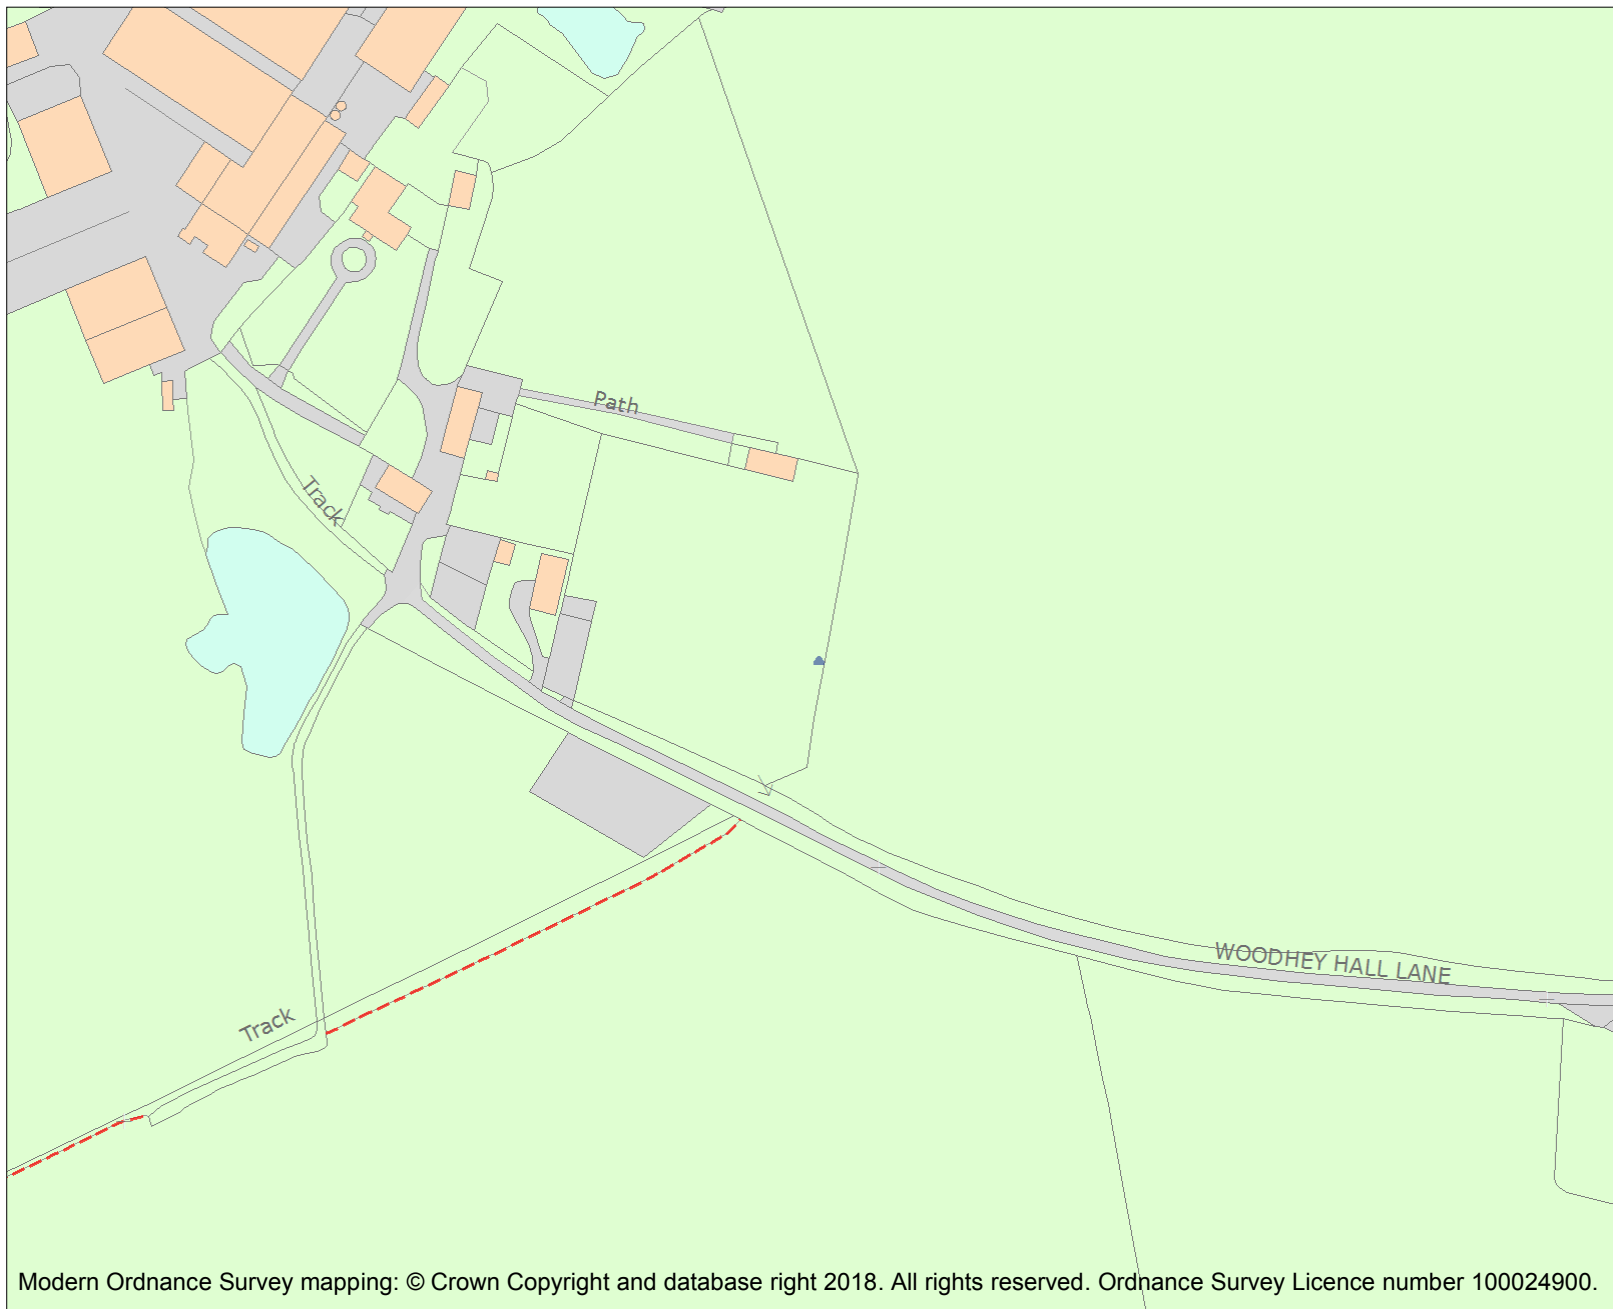 Path
Track
WOODHEY HALL LANE
Track
Modern Ordnance Survey mapping: © Crown Copyright and database right 2018. All rights reserved. Ordnance Survey Licence number 100024900.